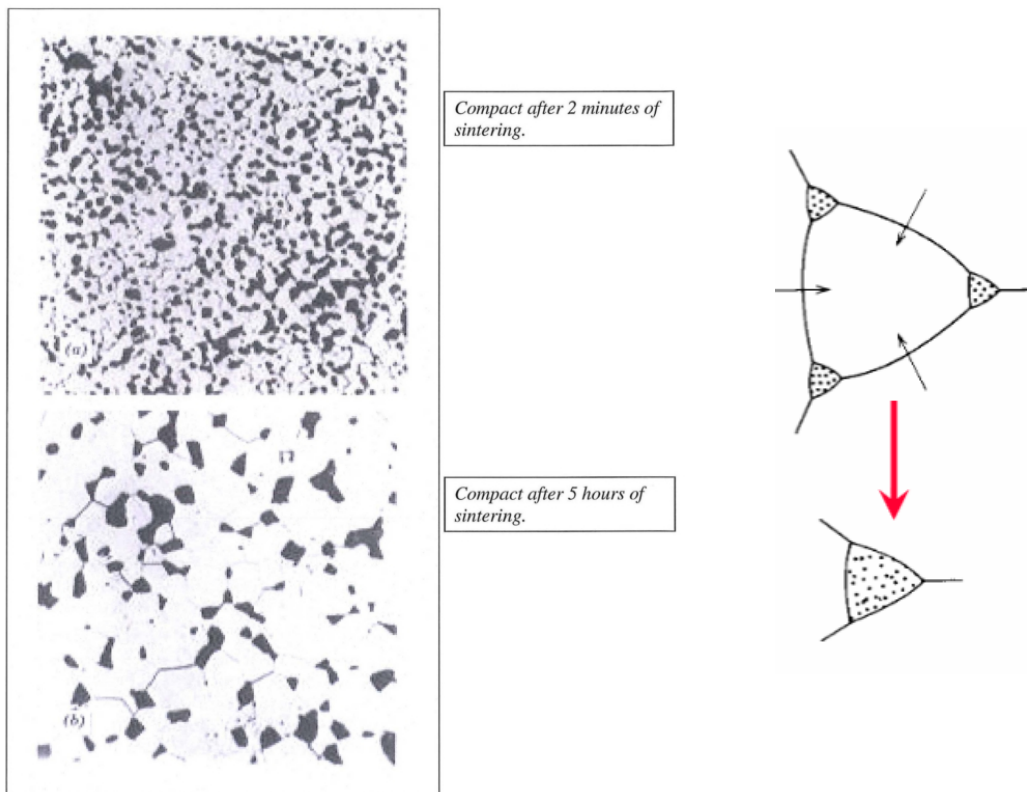 Compact after 2 minutes of
sintering.
(a)
Compact after 5 hours of
sintering.
(b)